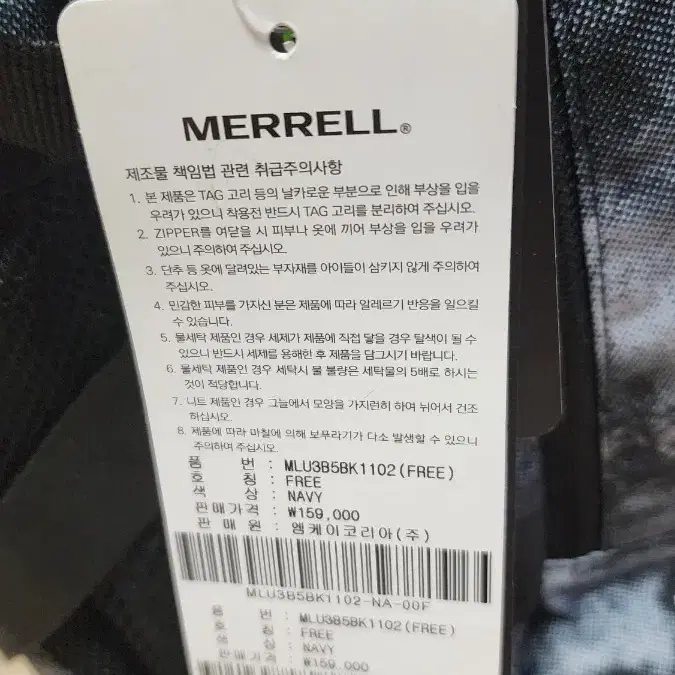 MERRELL®
제조물 책임법 관련 취급주의사항
1. 본 제품은 TAG 고리 등의 날카로운 부분으로 인해 부상을 입을
우려가 있으니 착용전 반드시 TAG 고리를 분리하여 주십시오.
2. ZIPPER를 여닫을 시 피부나 옷에 끼어 부상을 입을 우려가
있으니 주의하여 주십시오.
3. 단추 등 옷에 달려있는 부자재를 아이들이 삼키지 않게 주의하여
주십시오.
4. 민감한 피부를 가지신 분은 제품에 따라 알레르기 반응을 일으킬
수 있습니다.
5. 물세탁 제품인 경우 세제가 제품에 직접 닿을 경우 탈색이 될 수
있으니 반드시 세제를 용해한 후 제품을 담그시기 바랍니다.
6. 물세탁 제품인 경우 세탁시 물 불량은 세탁물의 5배로 하시는
것이 적당합니다.
7. 니트 제품인 경우 그늘에서 모양을 가지런히 하여 뉘어서 건조
하십시오.
8. 제품에 따라 마찰에 의해 보푸라기가 다소 발생할 수 있으니
주의하여 주십시오.
품 번 : MLU3B5BK1102(FREE)
호 칭 : FREE
색 상 : NAVY
판매가격 : ₩159,000
판 매 원 : 엠케이코리아(주)
MLU3B5BK1102-NA-00F
품 번 : MLU3B5BK1102(FREE)
호 칭 : FREE
색 상 : NAVY
판매가격 : ₩159,000